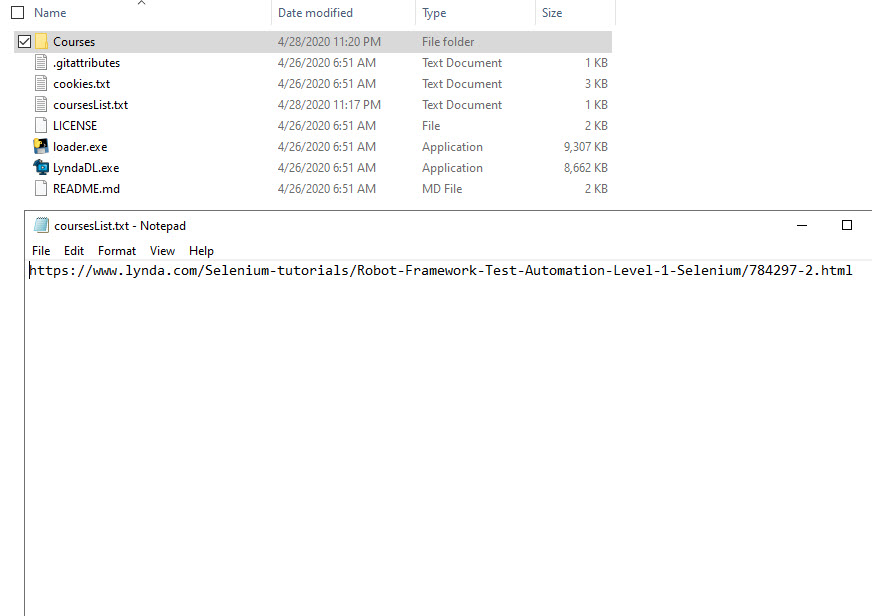 Name Date modified Type Size
Courses 4/28/2020 11:20 PM File folder
.gitattributes 4/26/2020 6:51 AM Text Document 1 KB
cookies.txt 4/26/2020 6:51 AM Text Document 3 KB
coursesList.txt 4/28/2020 11:17 PM Text Document 1 KB
LICENSE 4/26/2020 6:51 AM File 2 KB
loader.exe 4/26/2020 6:51 AM Application 9,307 KB
LyndaDL.exe 4/26/2020 6:51 AM Application 8,662 KB
README.md 4/26/2020 6:51 AM MD File 2 KB
coursesList.txt - Notepad
File Edit Format View Help
https://www.lynda.com/Selenium-tutorials/Robot-Framework-Test-Automation-Level-1-Selenium/784297-2.html